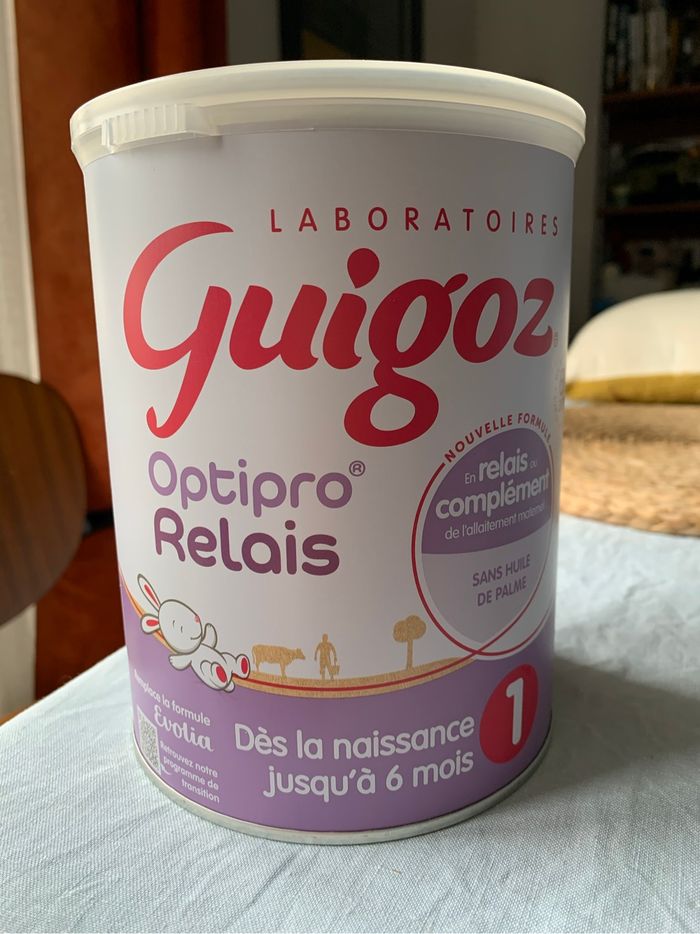 LABORATOIRES
Guigoz
Optipro®
Relais
NOUVELLE FORMULE
En relais ou
complément
de l'allaitement maternel
SANS HUILE
DE PALME
Remplace la formule
Evolia
Retrouvez notre
programme de
transition
Dès la naissance
jusqu'à 6 mois
1